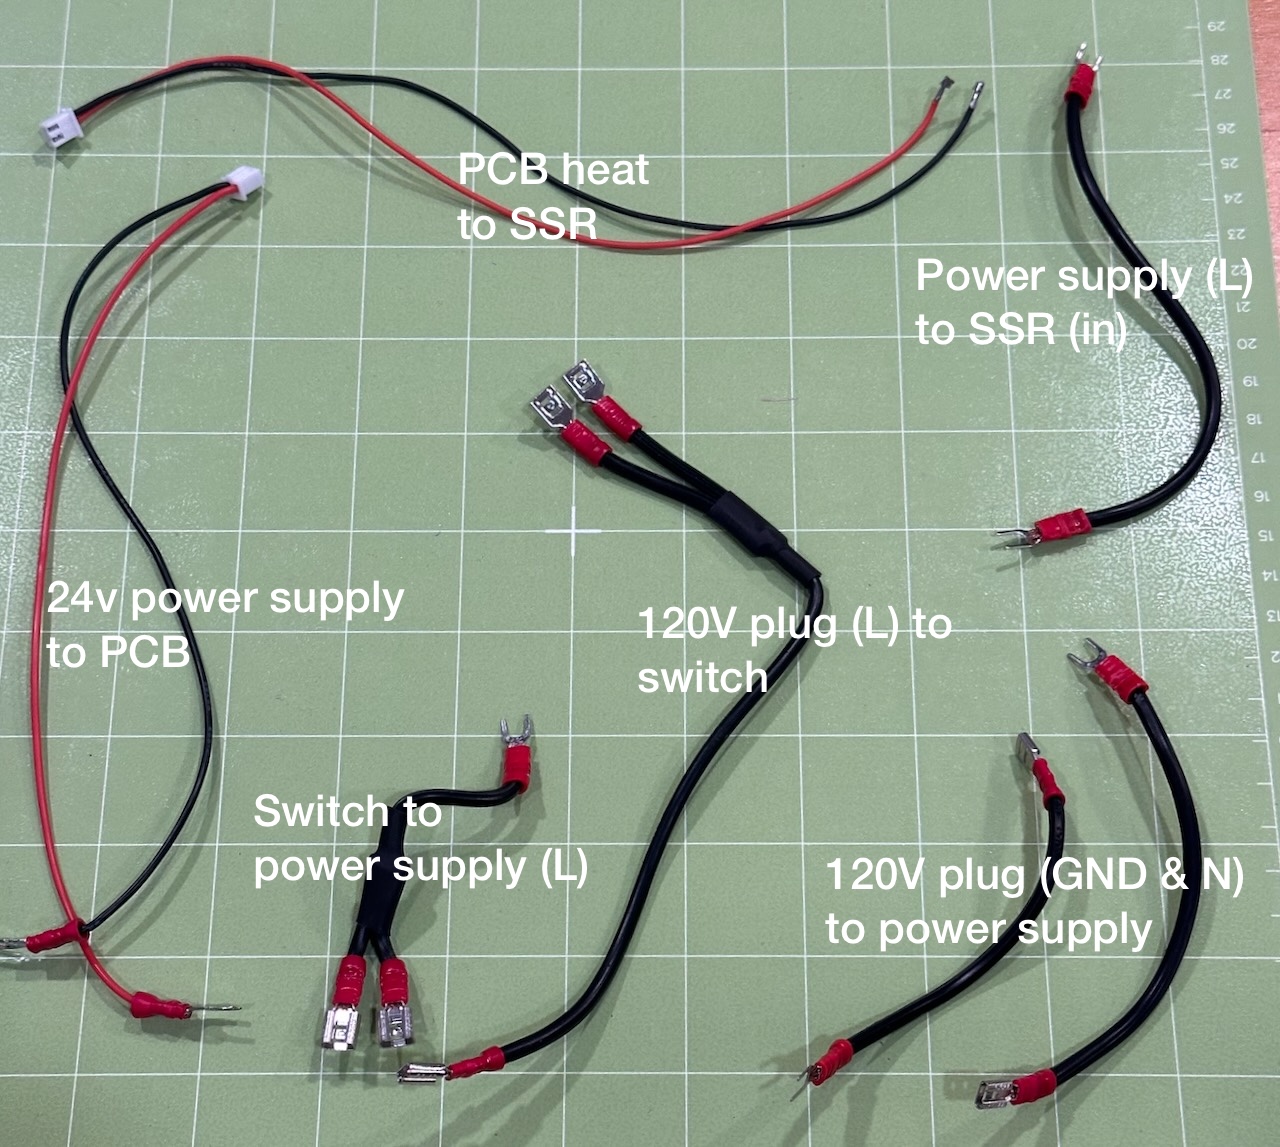 PCB heat
to SSR
Power supply (L)
to SSR (in)
24v power supply
to PCB
120V plug (L) to
switch
Switch to
power supply (L)
120V plug (GND & N)
to power supply
29
28
27
26
25
24
23
22
21
20
19
18
17
16
15
14
13